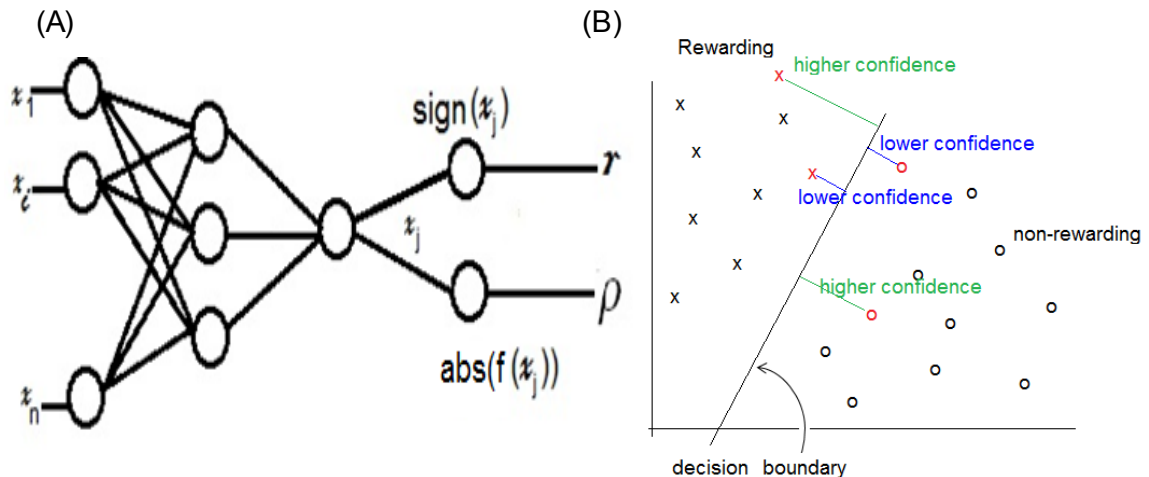 (A)
x1
xi
xn
sign(xj)
r
xj
ρ
abs(f(xj))
(B)
Rewarding
x
higher confidence
x
x
lower confidence
x
x
o
lower confidence
x
o
x
non-rewarding
o
x
o
higher confidence
x
o
o
o
o
o
o
o
decision boundary